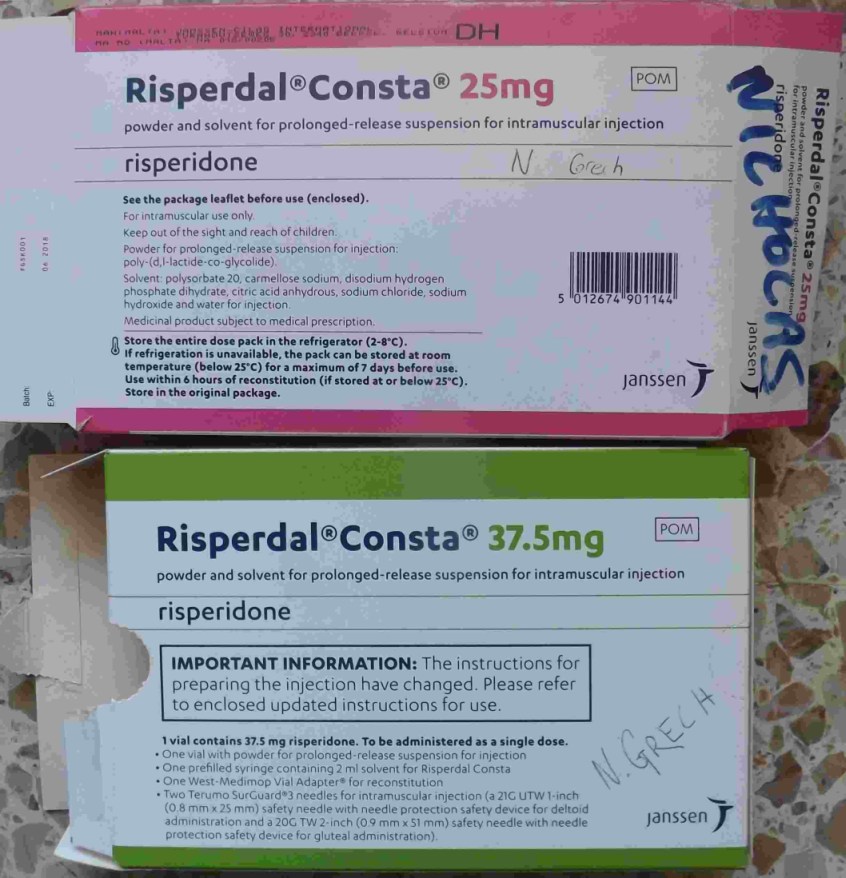 DH
Risperdal®Consta® 25mg
POM
powder and solvent for prolonged-release suspension for intramuscular injection
risperidone
N Grech
See the package leaflet before use (enclosed).
For intramuscular use only.
Keep out of the sight and reach of children.
Powder for prolonged-release suspension for injection:
poly-(d,l-lactide-co-glycolide).
Solvent: polysorbate 20, carmellose sodium, disodium hydrogen
phosphate dihydrate, citric acid anhydrous, sodium chloride, sodium
hydroxide and water for injection.
Medicinal product subject to medical prescription.
Store the entire dose pack in the refrigerator (2-8°C).
If refrigeration is unavailable, the pack can be stored at room
temperature (below 25°C) for a maximum of 7 days before use.
Use within 6 hours of reconstitution (if stored at or below 25°C).
Store in the original package.
5 012674 901144
janssen
Batch:
EXP:
06 2018
Risperdal®Consta® 25mg
powder and solvent for prolonged-release suspension
for intramuscular injection
risperidone
NICHOLAS
janssen
Risperdal®Consta® 37.5mg
POM
powder and solvent for prolonged-release suspension for intramuscular injection
risperidone
IMPORTANT INFORMATION: The instructions for
preparing the injection have changed. Please refer
to enclosed updated instructions for use.
1 vial contains 37.5 mg risperidone. To be administered as a single dose.
• One vial with powder for prolonged-release suspension for injection
• One prefilled syringe containing 2 ml solvent for Risperdal Consta
• One West-Medimop Vial Adapter® for reconstitution
• Two Terumo SurGuard®3 needles for intramuscular injection (a 21G UTW 1-inch
(0.8 mm x 25 mm) safety needle with needle protection safety device for deltoid
administration and a 20G TW 2-inch (0.9 mm x 51 mm) safety needle with needle
protection safety device for gluteal administration).
N. GRECH
janssen